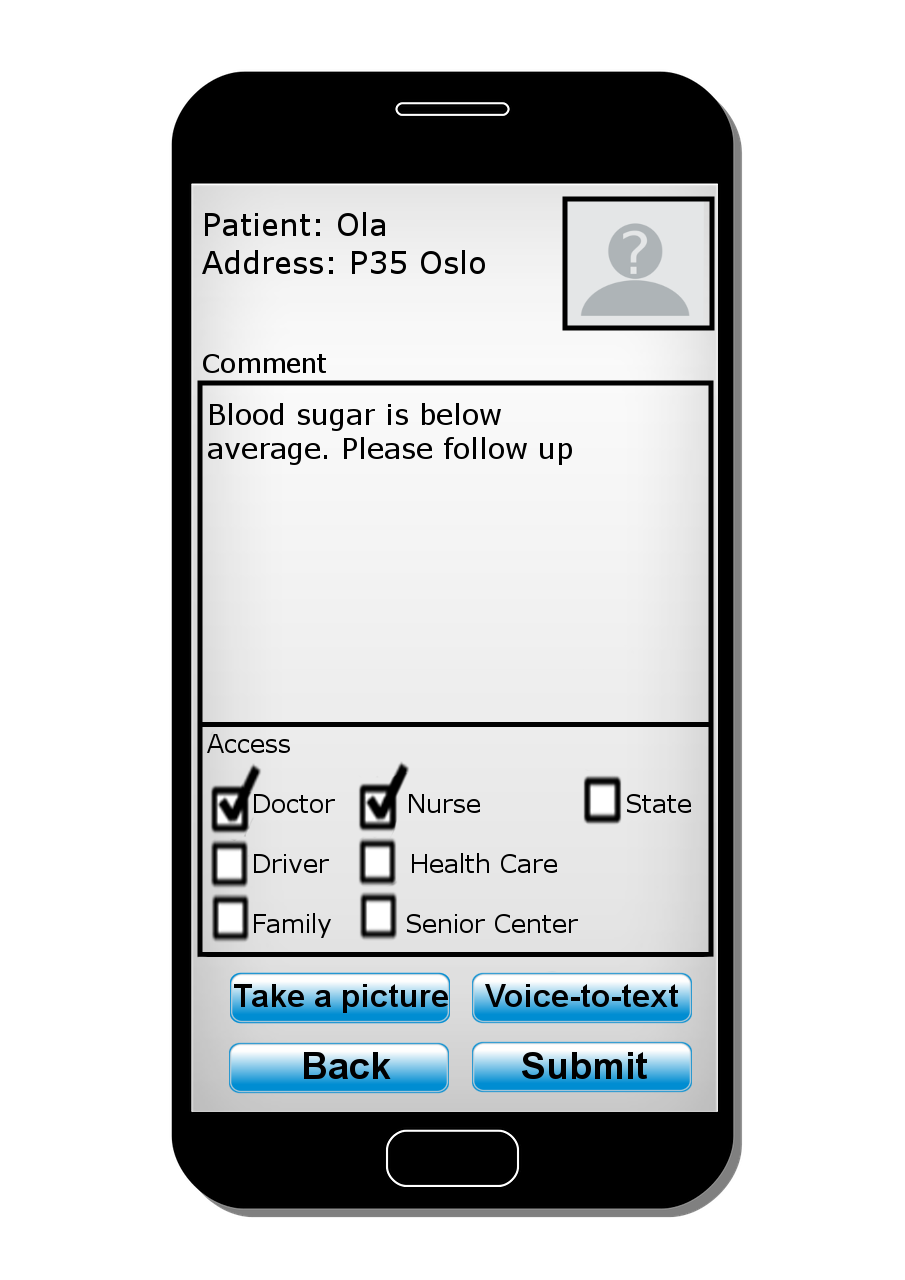 Patient: Ola
Address: P35 Oslo
?
Comment
Blood sugar is below
average. Please follow up
Access
Doctor Nurse State
Driver Health Care
Family Senior Center
Take a picture Voice-to-text
Back Submit